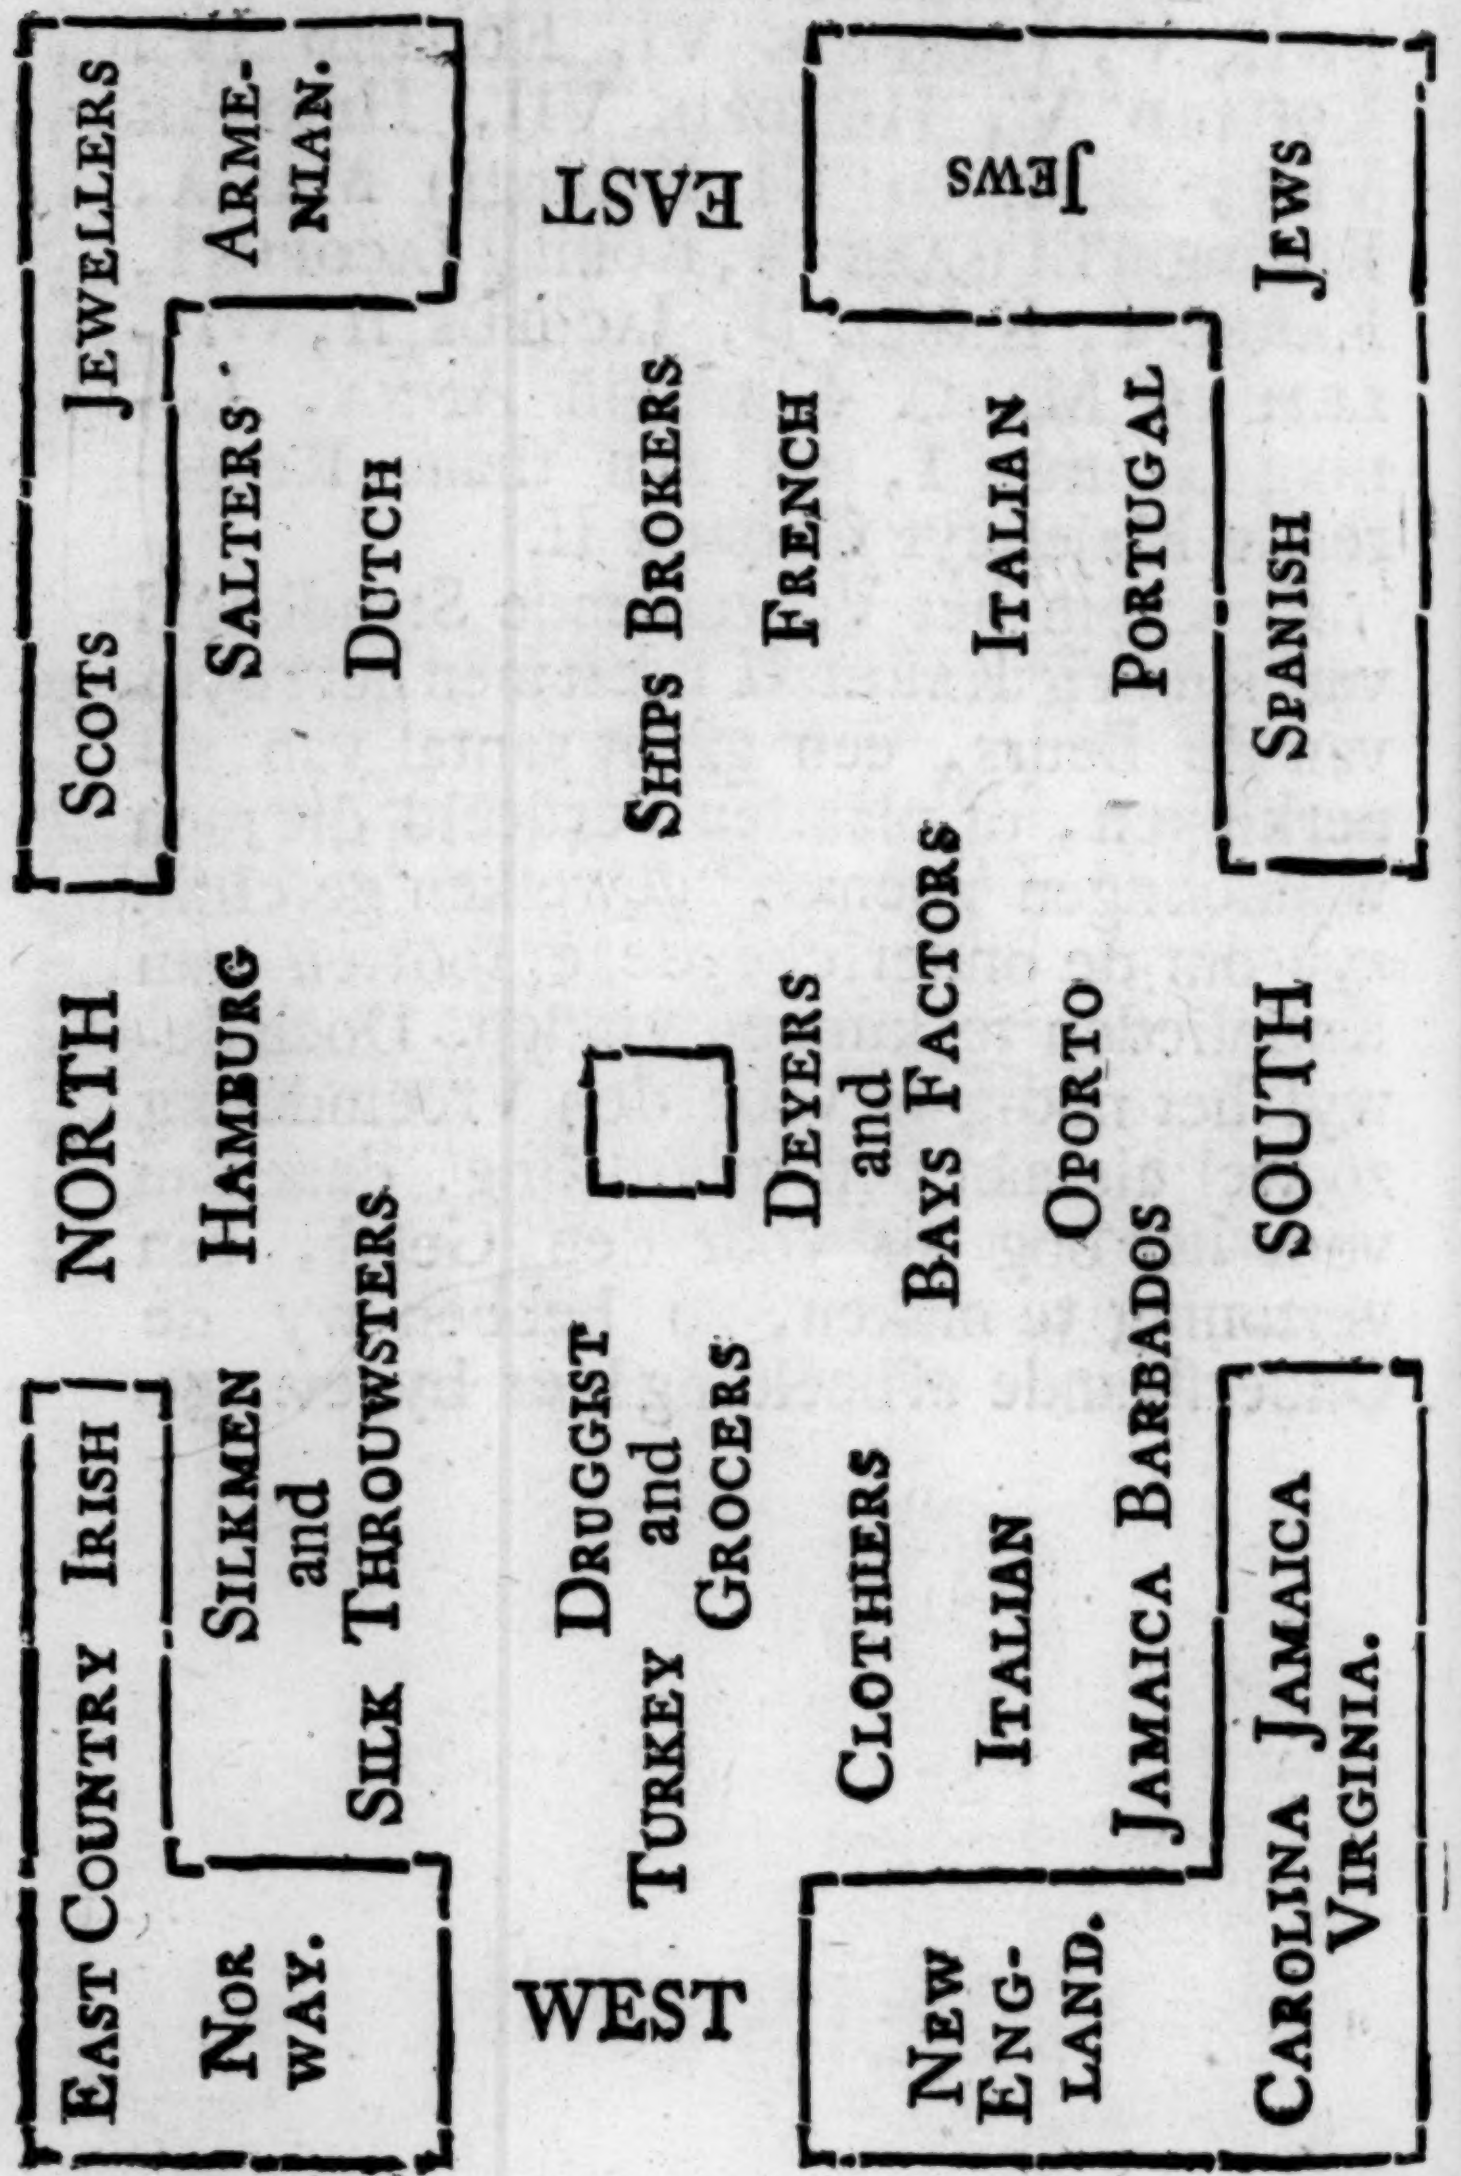 NORTH
EAST COUNTRY IRISH
SCOTS JEWELLERS
NOR
WAY.
SILKMEN
and
SILK THROUWSTERS
HAMBURG
SALTERS
DUTCH
ARME-
NIAN.
WEST
TURKEY
DRUGGIST
and
GROCERS
SHIPS BROKERS
EAST
CLOTHIERS
DEYERS
and
BAYS FACTORS
FRENCH
ITALIAN
ITALIAN
OPORTO
JAMAICA BARBADOS
PORTUGAL
NEW
ENG-
LAND.
JEWS
CAROLINA JAMAICA
VIRGINIA.
SOUTH
SPANISH JEWS